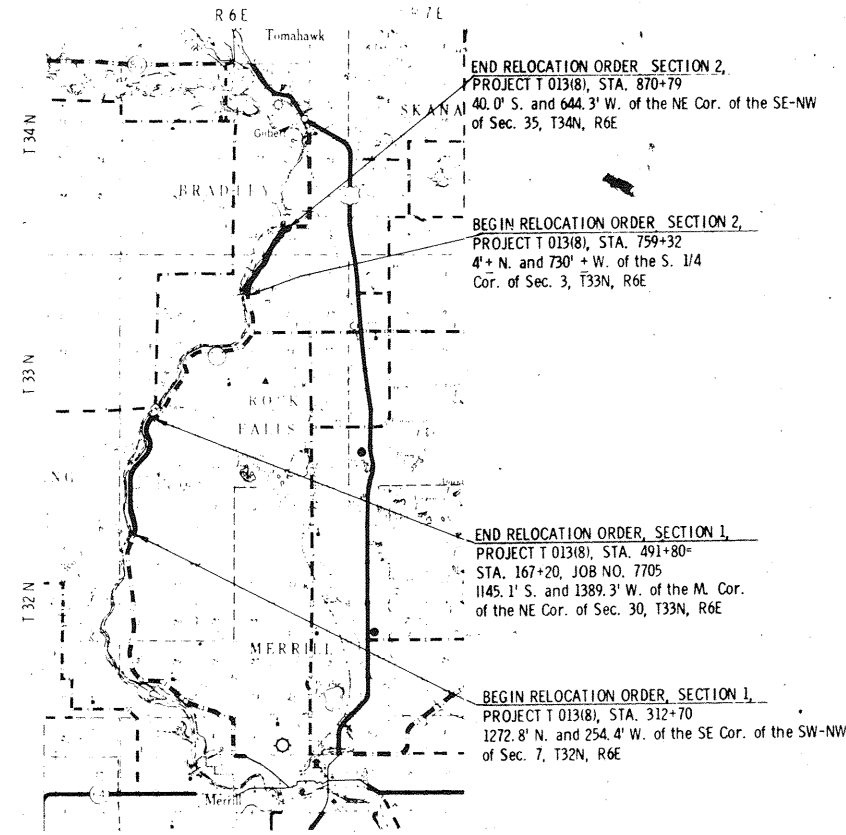 R 6 E
7 E
Tomahawk
END RELOCATION ORDER SECTION 2,
PROJECT T 013(8), STA. 870+79
40.0' S. and 644.3' W. of the NE Cor. of the SE-NW
of Sec. 35, T34N, R6E
SKANA
T 34 N
BRADLEY
BEGIN RELOCATION ORDER SECTION 2,
PROJECT T 013(8), STA. 759+32
4'± N. and 730' ± W. of the S. 1/4
Cor. of Sec. 3, T33N, R6E
T 33 N
ROCK
FALLS
NG
END RELOCATION ORDER, SECTION 1,
PROJECT T 013(8), STA. 491+80=
STA. 167+20, JOB NO. 7705
1145.1' S. and 1389.3' W. of the M. Cor.
of the NE Cor. of Sec. 30, T33N, R6E
T 32 N
MERRILL
BEGIN RELOCATION ORDER, SECTION 1,
PROJECT T 013(8), STA. 312+70
1272.8' N. and 254.4' W. of the SE Cor. of the SW-NW
of Sec. 7, T32N, R6E
Merrill